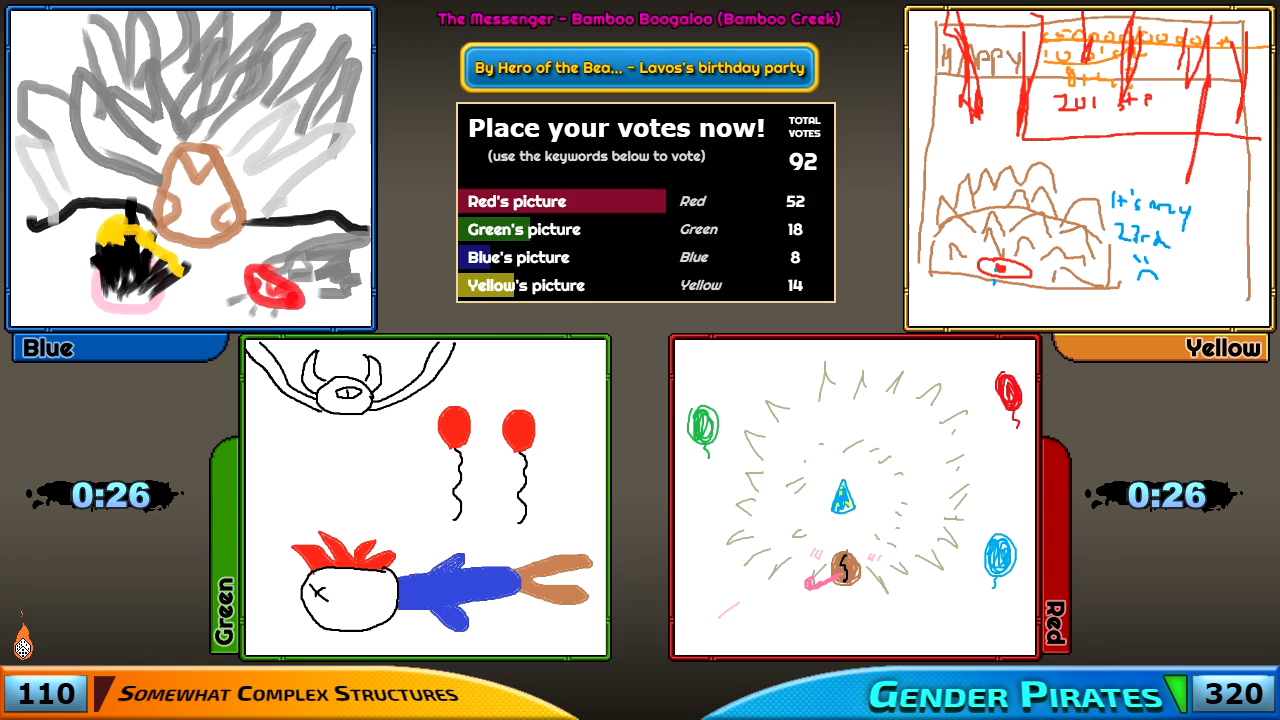 The Messenger - Bamboo Boogaloo (Bamboo Creek)
By Hero of the Bea... - Lavos's birthday party
Place your votes now!
TOTAL VOTES
(use the keywords below to vote)
92
Red's picture Red 52
Green's picture Green 18
Blue's picture Blue 8
Yellow's picture Yellow 14
HAPPY
It's my
23rd
Blue
Yellow
0:26
0:26
Green
Red
110
Somewhat Complex Structures
Gender Pirates
320